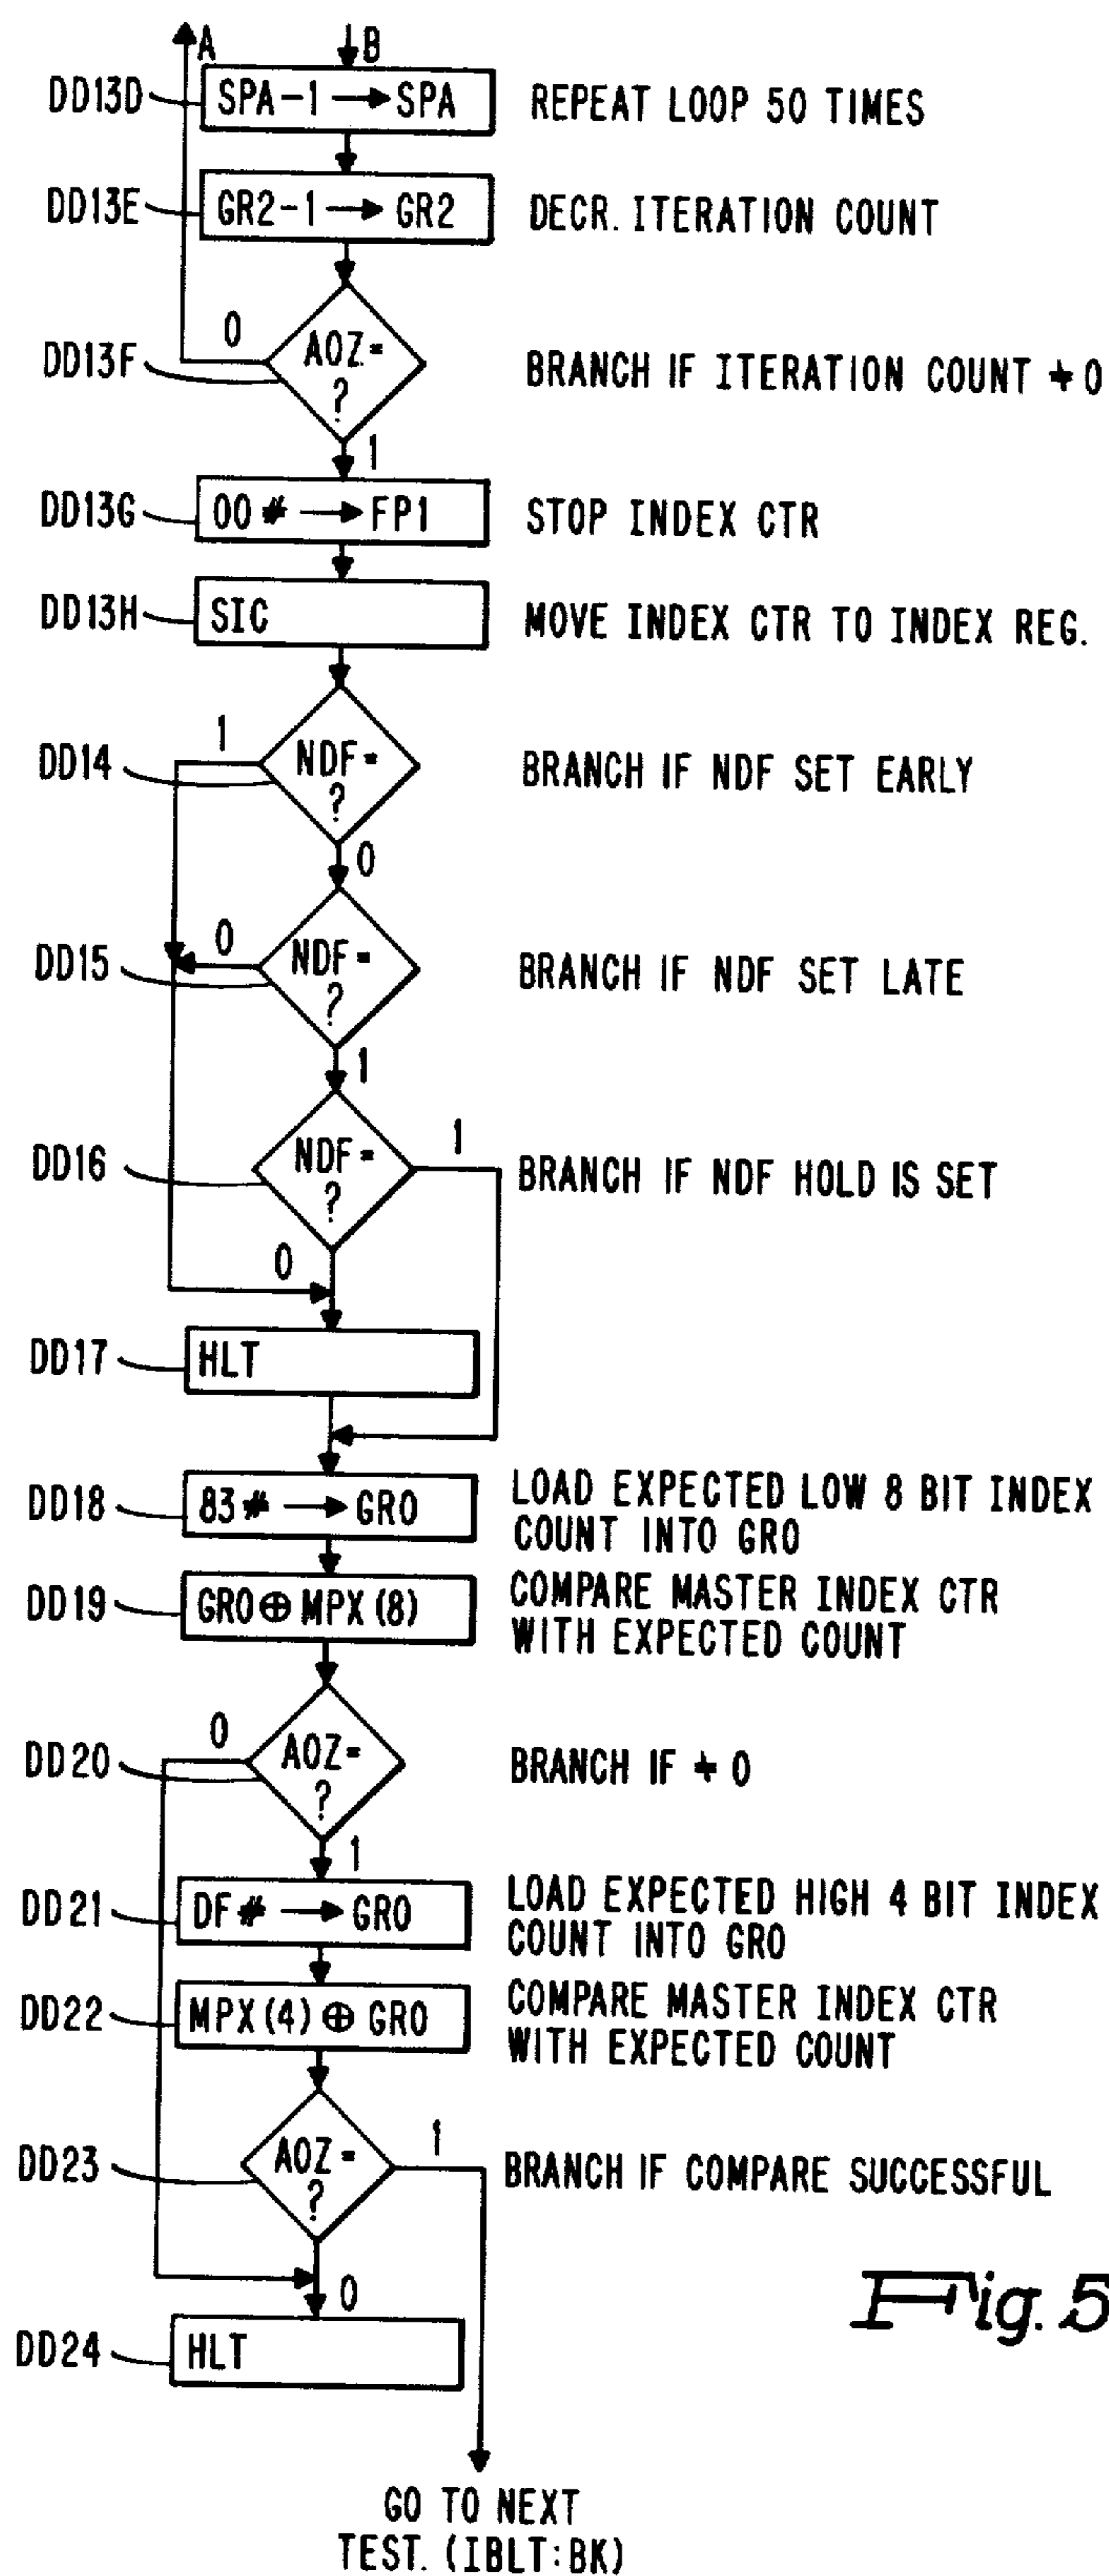 A B
DD13D SPA-1 → SPA REPEAT LOOP 50 TIMES
DD13E GR2-1 → GR2 DECR. ITERATION COUNT
0
DD13F AOZ= ? BRANCH IF ITERATION COUNT ≠ 0
1
DD13G 00# → FP1 STOP INDEX CTR
DD13H SIC MOVE INDEX CTR TO INDEX REG.
1
DD14 NDF= ? BRANCH IF NDF SET EARLY
0
0
DD15 NDF= ? BRANCH IF NDF SET LATE
1
1
DD16 NDF= ? BRANCH IF NDF HOLD IS SET
0
DD17 HLT
DD18 83# → GRO LOAD EXPECTED LOW 8 BIT INDEX
COUNT INTO GRO
DD19 GRO ⊕ MPX (8) COMPARE MASTER INDEX CTR
WITH EXPECTED COUNT
0
DD20 AOZ= ? BRANCH IF ≠ 0
1
DD21 DF# → GRO LOAD EXPECTED HIGH 4 BIT INDEX
COUNT INTO GRO
DD22 MPX (4) ⊕ GRO COMPARE MASTER INDEX CTR
WITH EXPECTED COUNT
1
DD23 AOZ= ? BRANCH IF COMPARE SUCCESSFUL
0
DD24 HLT
Fig. 5
GO TO NEXT
TEST. (IBLT:BK)